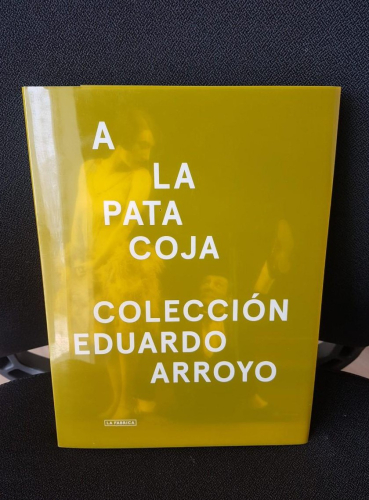 A
LA
PATA
COJA
COLECCIÓN
EDUARDO
ARROYO
LA FÁBRICA